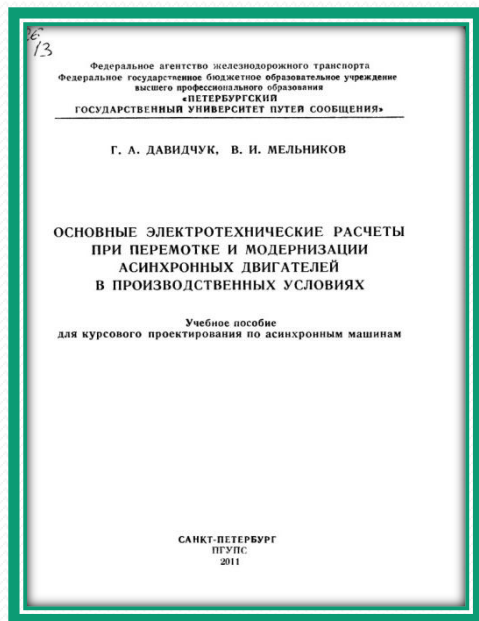 13
Федеральное агентство железнодорожного транспорта
Федеральное государственное бюджетное образовательное учреждение
высшего профессионального образования
«ПЕТЕРБУРГСКИЙ
ГОСУДАРСТВЕННЫЙ УНИВЕРСИТЕТ ПУТЕЙ СООБЩЕНИЯ»
Г. А. ДАВИДЧУК, В. И. МЕЛЬНИКОВ
ОСНОВНЫЕ ЭЛЕКТРОТЕХНИЧЕСКИЕ РАСЧЕТЫ
ПРИ ПЕРЕМОТКЕ И МОДЕРНИЗАЦИИ
АСИНХРОННЫХ ДВИГАТЕЛЕЙ
В ПРОИЗВОДСТВЕННЫХ УСЛОВИЯХ
Учебное пособие
для курсового проектирования по асинхронным машинам
САНКТ-ПЕТЕРБУРГ
ПГУПС
2011